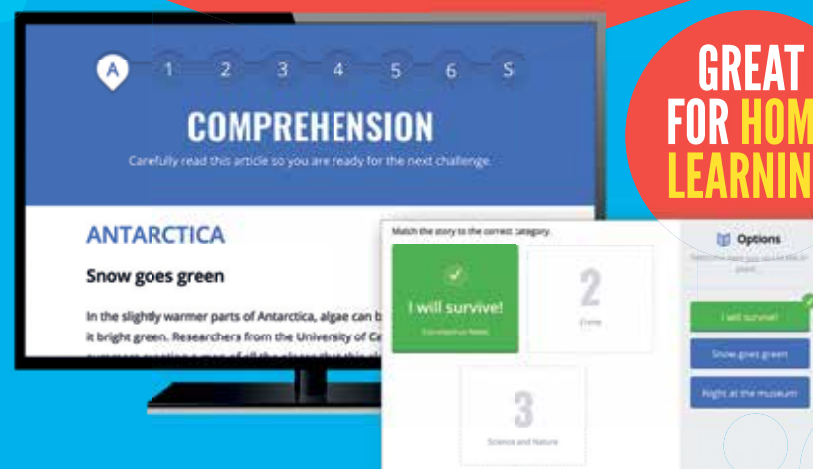 A 1 2 3 4 5 6 S
COMPREHENSION
Carefully read this article so you are ready for the next challenge.
ANTARCTICA
Snow goes green
In the slightly warmer parts of Antarctica, algae can b
it bright green. Researchers from the University of Ca
GREAT
FOR HOM
LEARNIN
Match the story to the correct category.
I will survive!
2
Crime
3
Science and Nature
Options
I will survive!
Snow goes green
Night at the museum